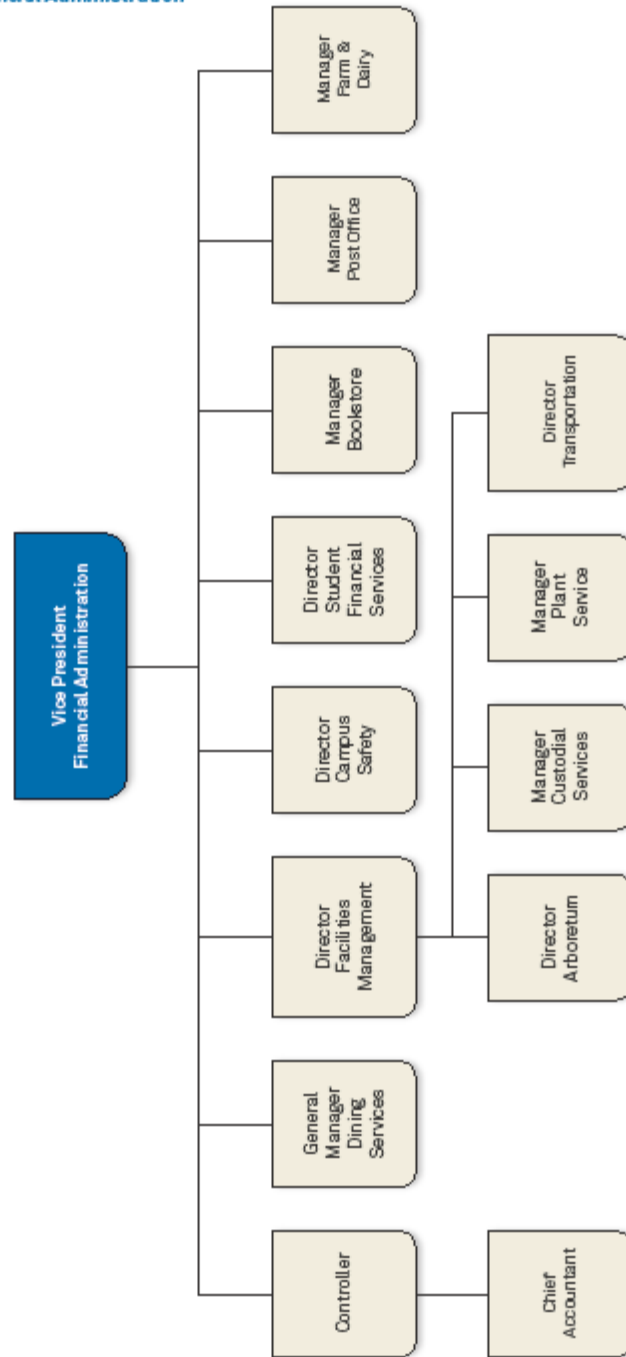 Vice President
Financial Administration
Controller
General
Manager
Dining
Services
Director
Facilities
Management
Director
Campus
Safety
Director
Student
Financial
Services
Manager
Bookstore
Manager
Post Office
Manager
Farm &
Dairy
Chief
Accountant
Director
Arboretum
Manager
Custodial
Services
Manager
Plant
Service
Director
Transportation